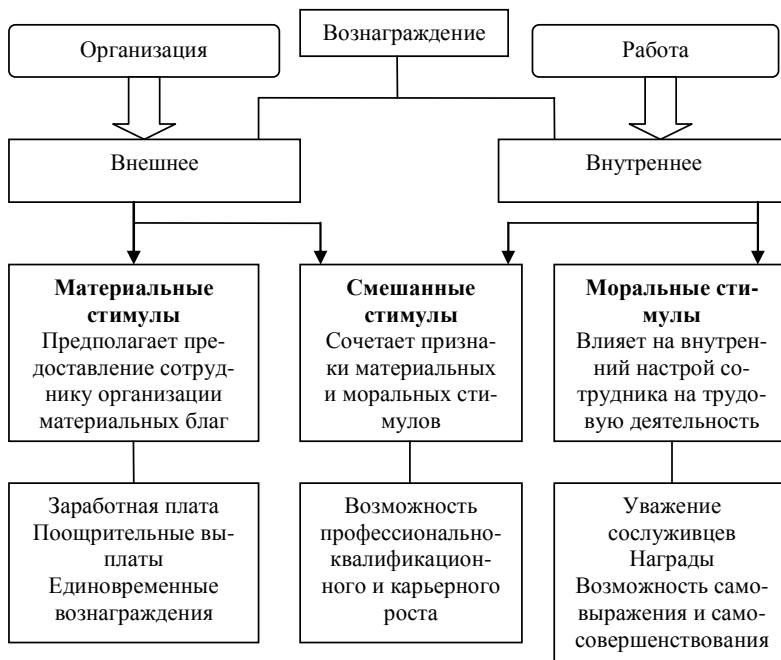 Вознаграждение
Организация
Работа
Внешнее
Внутреннее
Материальные
стимулы
Предполагает пре-
доставление сотруд-
нику организации
материальных благ
Смешанные
стимулы
Сочетает призна-
ки материальных
и моральных сти-
мулов
Моральные сти-
мулы
Влияет на внутрен-
ний настрой со-
трудника на трудо-
вую деятельность
Заработная плата
Поощрительные вы-
платы
Единовременные
вознаграждения
Возможность
профессионально-
квалификацион-
ного и карьерного
роста
Уважение
сослуживцев
Награды
Возможность само-
выражения и само-
совершенствования